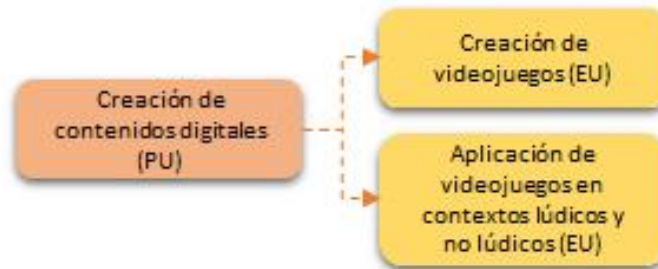 Creación de
contenidos digitales
(PU)
Creación de
videojuegos (EU)
Aplicación de
videojuegos en
contextos lúdicos y
no lúdicos (EU)